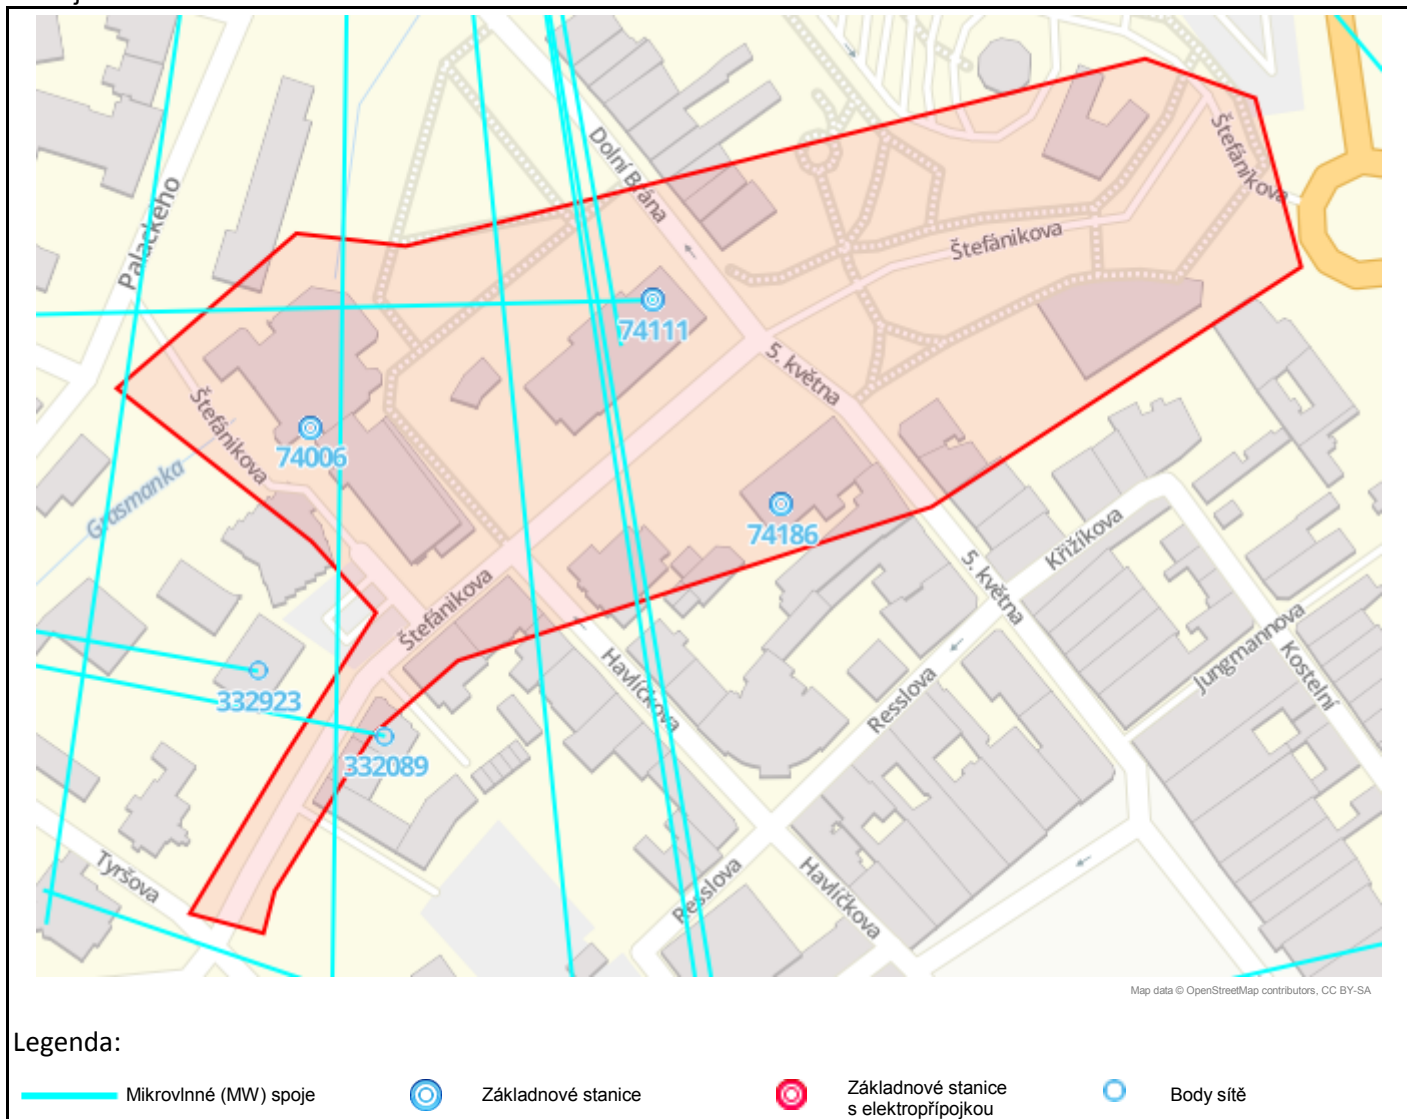 Dolní Brána
Palackého
Štefánikova
Štefánikova
74111
5. května
Štefánikova
74006
Grasmanka
74186
Křižíkova
5. května
Štefánikova
Jungmannova
Havlíčkova
Resslova
Kostelní
332923
332089
Tyršova
Resslova
Havlíčkova
Map data © OpenStreetMap contributors, CC BY-SA
Legenda:
Mikrovlnné (MW) spoje
Základnové stanice
Základnové stanice
s elektropřípojkou
Body sítě